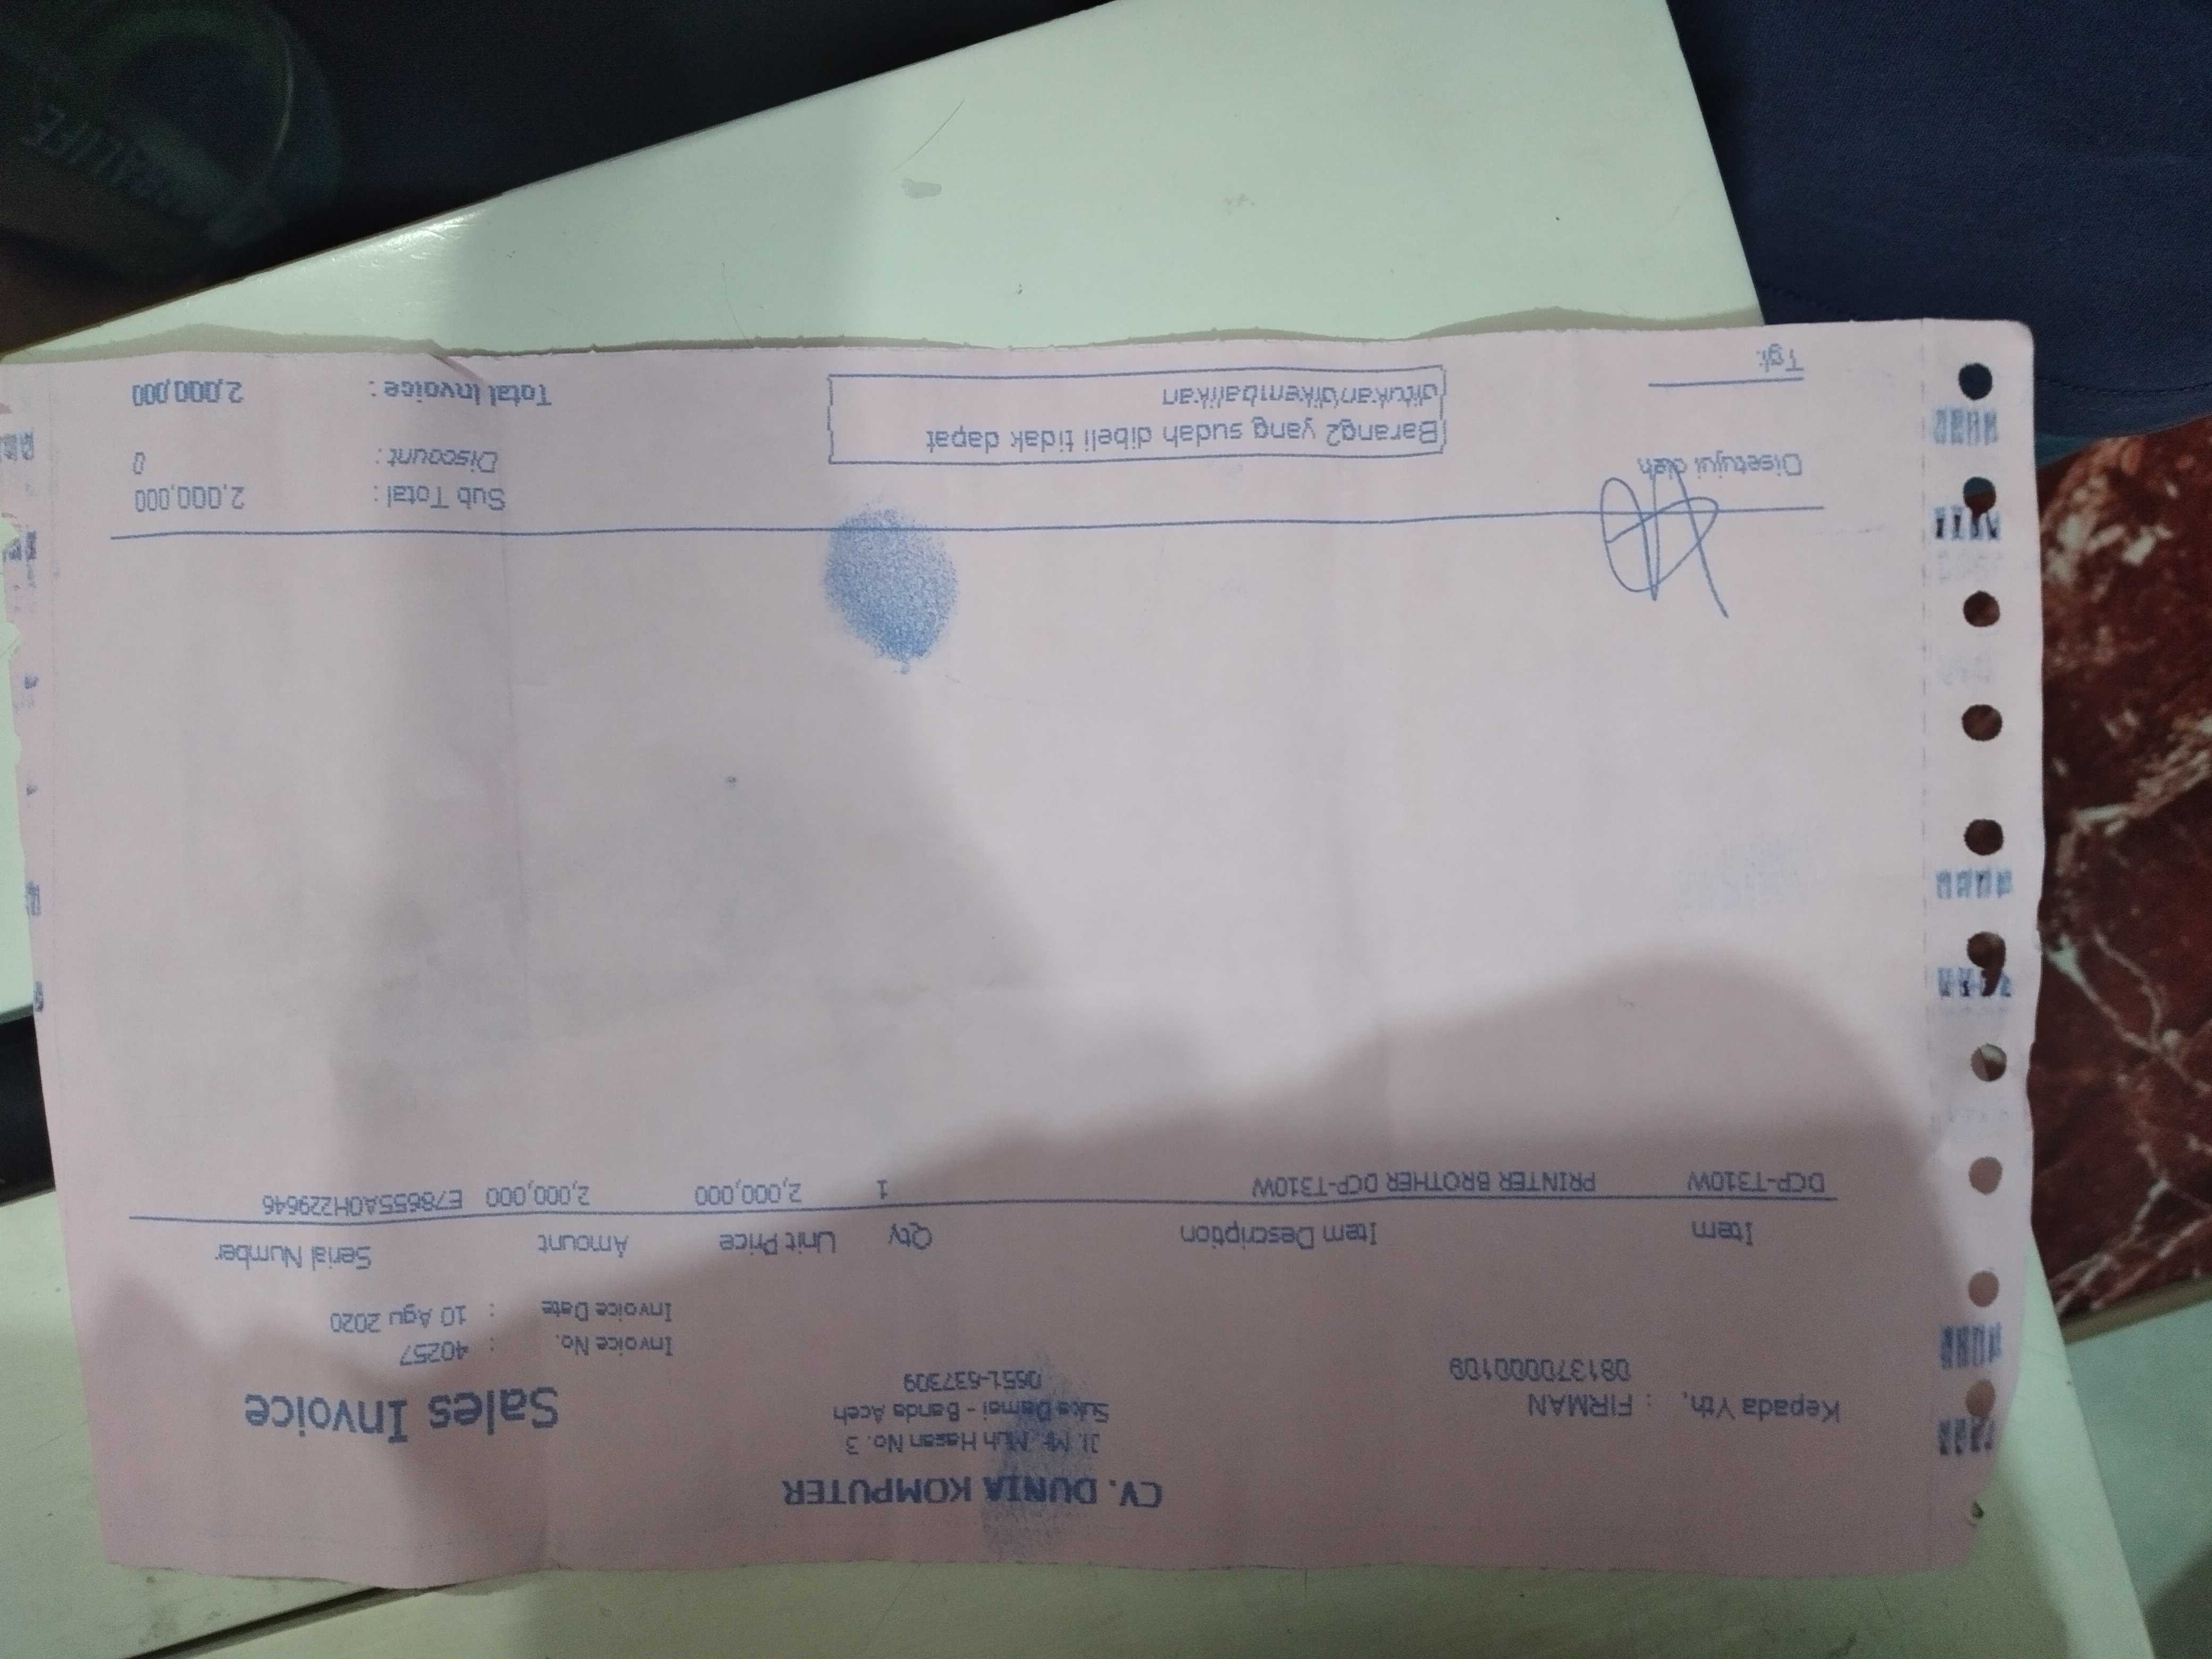 CV. DUNIA KOMPUTER
Jl. Mr. Muh Hasan No. 3
Suka Damai - Banda Aceh
0651-637309
Sales Invoice
Kepada Yth, : FIRMAN
081370000109
Invoice No. : 40257
Invoice Date : 10 Agu 2020
Item Item Description Qty Unit Price Amount Serial Number
DCP-T310W PRINTER BROTHER DCP-T310W 1 2,000,000 2,000,000 E78655A0H229646
Disetujui oleh
Tgl:
Barang2 yang sudah dibeli tidak dapat
ditukar/dikembalikan
Sub Total : 2,000,000
Discount : 0
Total Invoice : 2,000,000